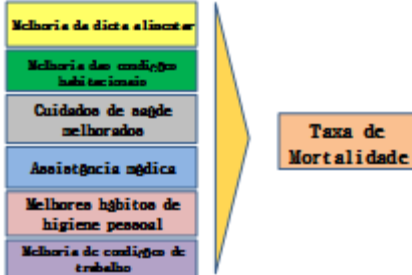 Melhoria da dieta alimentar
Melhoria das condições
habitacionais
Cuidados de saúde
melhorados
Assistência médica
Melhores hábitos de
higiene pessoal
Melhoria de condições de
trabalho
Taxa de
Mortalidade